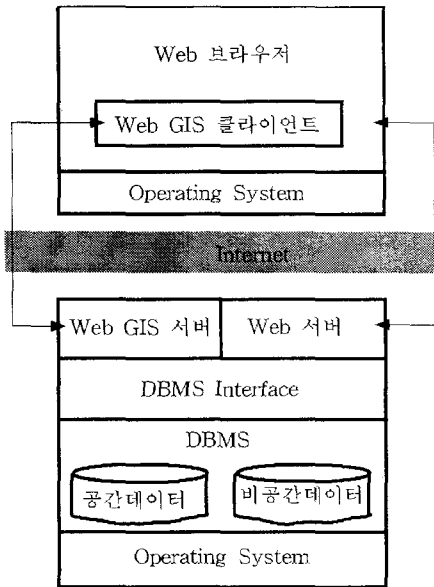 Web 브라우저
Web GIS 클라이언트
Operating System
Internet
Web GIS 서버
Web 서버
DBMS Interface
DBMS
공간데이터
비공간데이터
Operating System